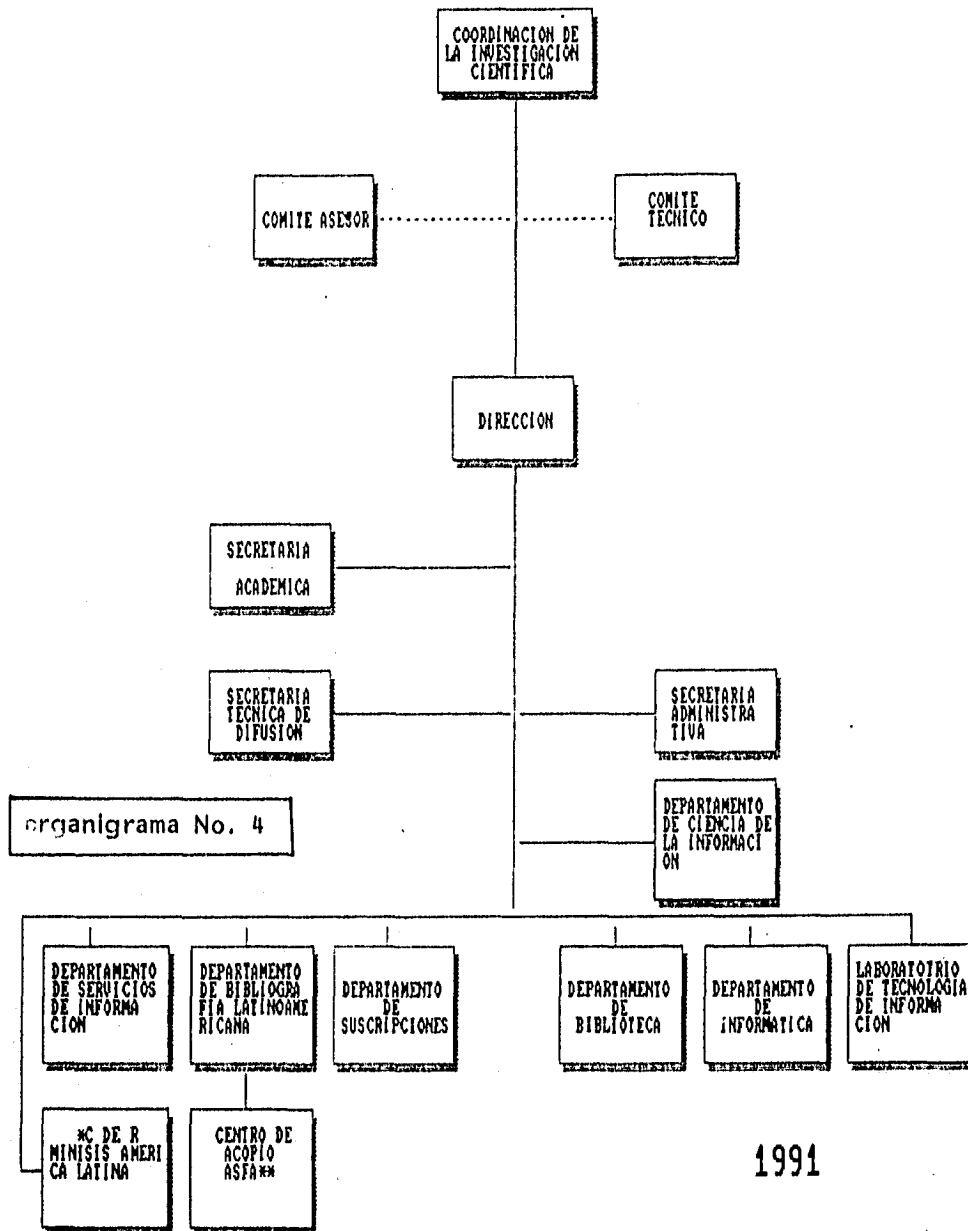 COORDINACION DE
LA INVESTIGACION
CIENTIFICA
COMITE ASESOR
COMITE
TECNICO
DIRECCION
SECRETARIA
ACADEMICA
SECRETARIA
TECNICA DE
DIFUSION
SECRETARIA
ADMINISTRA
TIVA
organigrama No. 4
DEPARTAMENTO
DE CIENCIA DE
LA INFORMACI
ON
DEPARTAMENTO
DE SERVICIOS
DE INFORMA
CION
DEPARTAMENTO
DE BIBLIOGRA
FIA LATINOAME
RICANA
DEPARTAMENTO
DE
SUSCRIPCIONES
DEPARTAMENTO
DE
BIBLIOTECA
DEPARTAMENTO
DE
INFORMATICA
LABORATOTRIO
DE TECNOLOGIA
DE INFORMA
CION
*C DE R
MINISIS AMERI
CA LATINA
CENTRO DE
ACOPIO
ASFA**
1991